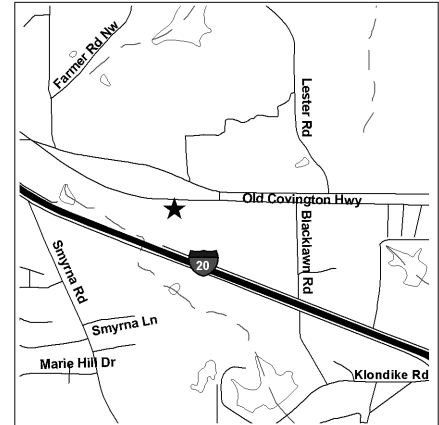 Farmer Rd Nw
Lester Rd
Old Covington Hwy
Blacklawn Rd
20
Smyrna Rd
Smyrna Ln
Marie Hill Dr
Klondike Rd